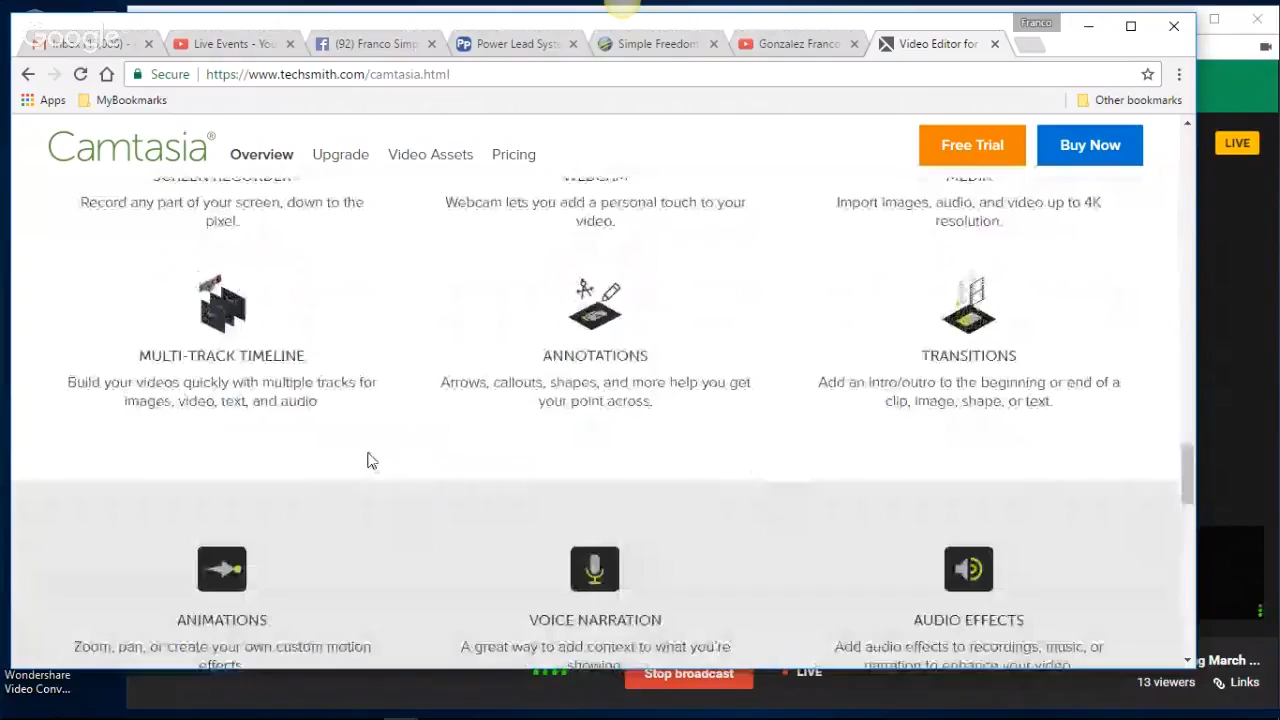 Franco
Google
Live Events - You
(92) Franco Simp
Power Lead Syst
Simple Freedom
Gonzalez Franco
Video Editor for
Secure
https://www.techsmith.com/camtasia.html
Apps
MyBookmarks
Other bookmarks
Camtasia®
Overview
Upgrade
Video Assets
Pricing
Free Trial
Buy Now
LIVE
SCREEN RECORDER
WEBCAM
MEDIA
Record any part of your screen, down to the
pixel.
Webcam lets you add a personal touch to your
video.
Import images, audio, and video up to 4K
resolution.
MULTI-TRACK TIMELINE
Build your videos quickly with multiple tracks for
images, video, text, and audio
ANNOTATIONS
Arrows, callouts, shapes, and more help you get
your point across.
TRANSITIONS
Add an intro/outro to the beginning or end of a
clip, image, shape, or text.
ANIMATIONS
Zoom, pan, or create your own custom motion
effects
VOICE NARRATION
A great way to add context to what you're
showing
AUDIO EFFECTS
Add audio effects to recordings, music, or
narration to enhance your video
Wondershare
Video Conv...
Stop broadcast
LIVE
g March ...
13 viewers
Links